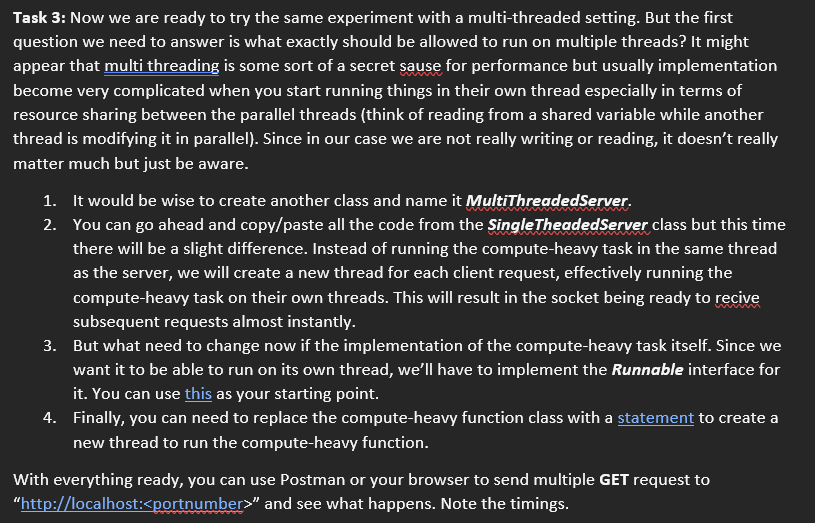 Task 3: Now we are ready to try the same experiment with a multi-threaded setting. But the first
question we need to answer is what exactly should be allowed to run on multiple threads? It might
appear that multi threading is some sort of a secret sause for performance but usually implementation
become very complicated when you start running things in their own thread especially in terms of
resource sharing between the parallel threads (think of reading from a shared variable while another
thread is modifying it in parallel). Since in our case we are not really writing or reading, it doesn't really
matter much but just be aware.
1. It would be wise to create another class and name it MultiThreadedServer.
2. You can go ahead and copy/paste all the code from the SingleTheadedServer class but this time
there will be a slight difference. Instead of running the compute-heavy task in the same thread
as the server, we will create a new thread for each client request, effectively running the
compute-heavy task on their own threads. This will result in the socket being ready to recive
subsequent requests almost instantly.
3. But what need to change now if the implementation of the compute-heavy task itself. Since we
want it to be able to run on its own thread, we'll have to implement the Runnable interface for
it. You can use this as your starting point.
4. Finally, you can need to replace the compute-heavy function class with a statement to create a
new thread to run the compute-heavy function.
With everything ready, you can use Postman or your browser to send multiple GET request to
"http://localhost:<portnumber>" and see what happens. Note the timings.